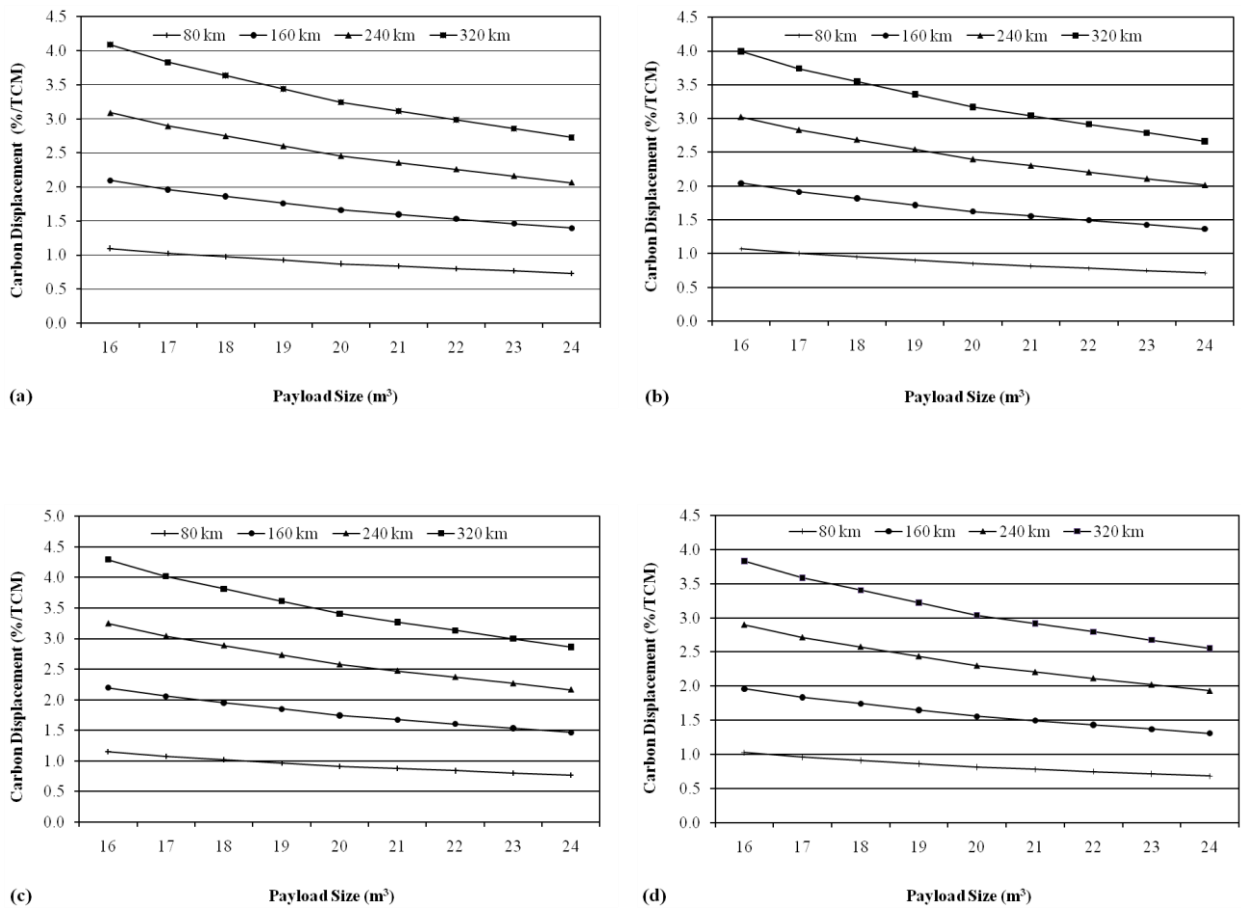 4.5
80 km 160 km 240 km 320 km
4.0
3.5
3.0
2.5
2.0
1.5
1.0
0.5
0.0
Carbon Displacement (%/TCM)
16 17 18 19 20 21 22 23 24
(a) Payload Size (m³)
4.5
80 km 160 km 240 km 320 km
4.0
3.5
3.0
2.5
2.0
1.5
1.0
0.5
0.0
Carbon Displacement (%/TCM)
16 17 18 19 20 21 22 23 24
(b) Payload Size (m³)
5.0
80 km 160 km 240 km 320 km
4.5
4.0
3.5
3.0
2.5
2.0
1.5
1.0
0.5
0.0
Carbon Displacement (%/TCM)
16 17 18 19 20 21 22 23 24
(c) Payload Size (m³)
4.5
80 km 160 km 240 km 320 km
4.0
3.5
3.0
2.5
2.0
1.5
1.0
0.5
0.0
Carbon Displacement (%/TCM)
16 17 18 19 20 21 22 23 24
(d) Payload Size (m³)